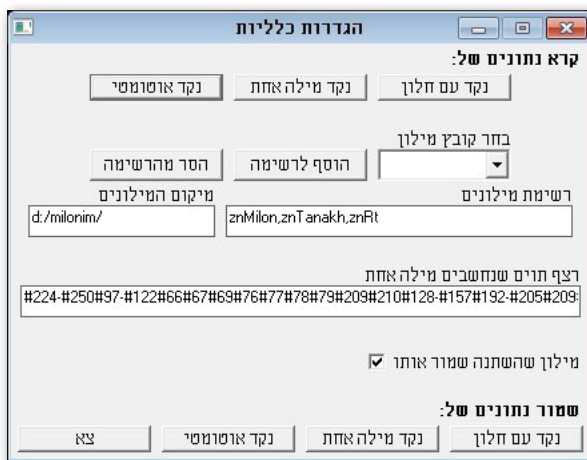 הגדרות כלליות
קרא נתונים של:
נקד עם חלון נקד מילה אחת נקד אוטומטי
בחר קובץ מילון
הוסף לרשימה הסר מהרשימה
רשימת מילונים מיקום המילונים
znMilon,znTanakh,znRt d:/milonim/
רצף תוים שנחשבים מילה אחת
#224-#250#97-#122#66#67#69#76#77#78#79#209#210#128-#157#192-#205#209
מילון שהשתנה שמור אותו
שמור נתונים של:
נקד עם חלון נקד מילה אחת נקד אוטומטי צא